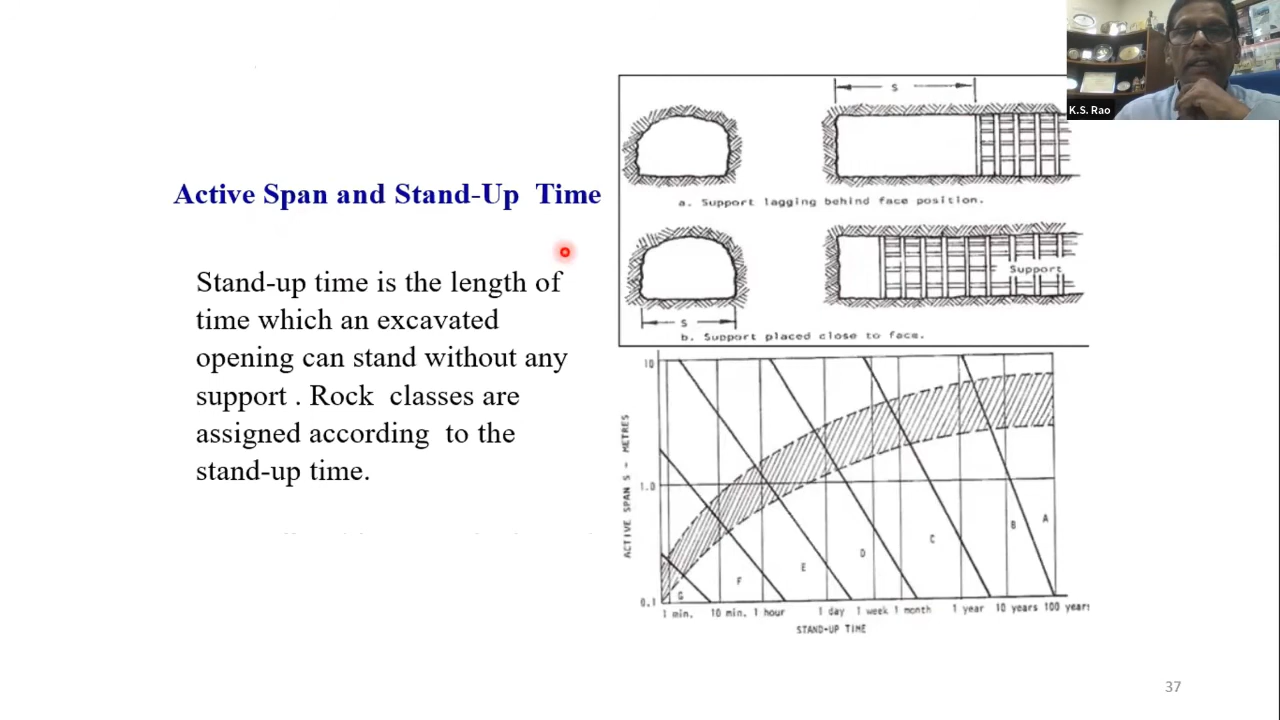 K.S. Rao
Active Span and Stand-Up Time
Stand-up time is the length of
time which an excavated
opening can stand without any
support . Rock classes are
assigned according to the
stand-up time.
S
a. Support lagging behind face position.
Support
S
b. Support placed close to face.
10
1.0
0.1
ACTIVE SPAN S - METRES
G
F
E
D
C
B
A
1 min. 10 min. 1 hour 1 day 1 week 1 month 1 year 10 years 100 years
STAND-UP TIME
37